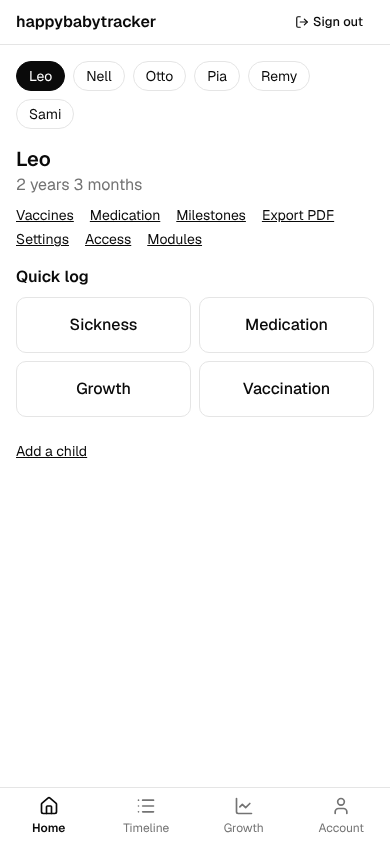 happybabytracker
Sign out
Leo Nell Otto Pia Remy
Sami
Leo
2 years 3 months
Vaccines Medication Milestones Export PDF
Settings Access Modules
Quick log
Sickness Medication
Growth Vaccination
Add a child
Home Timeline Growth Account